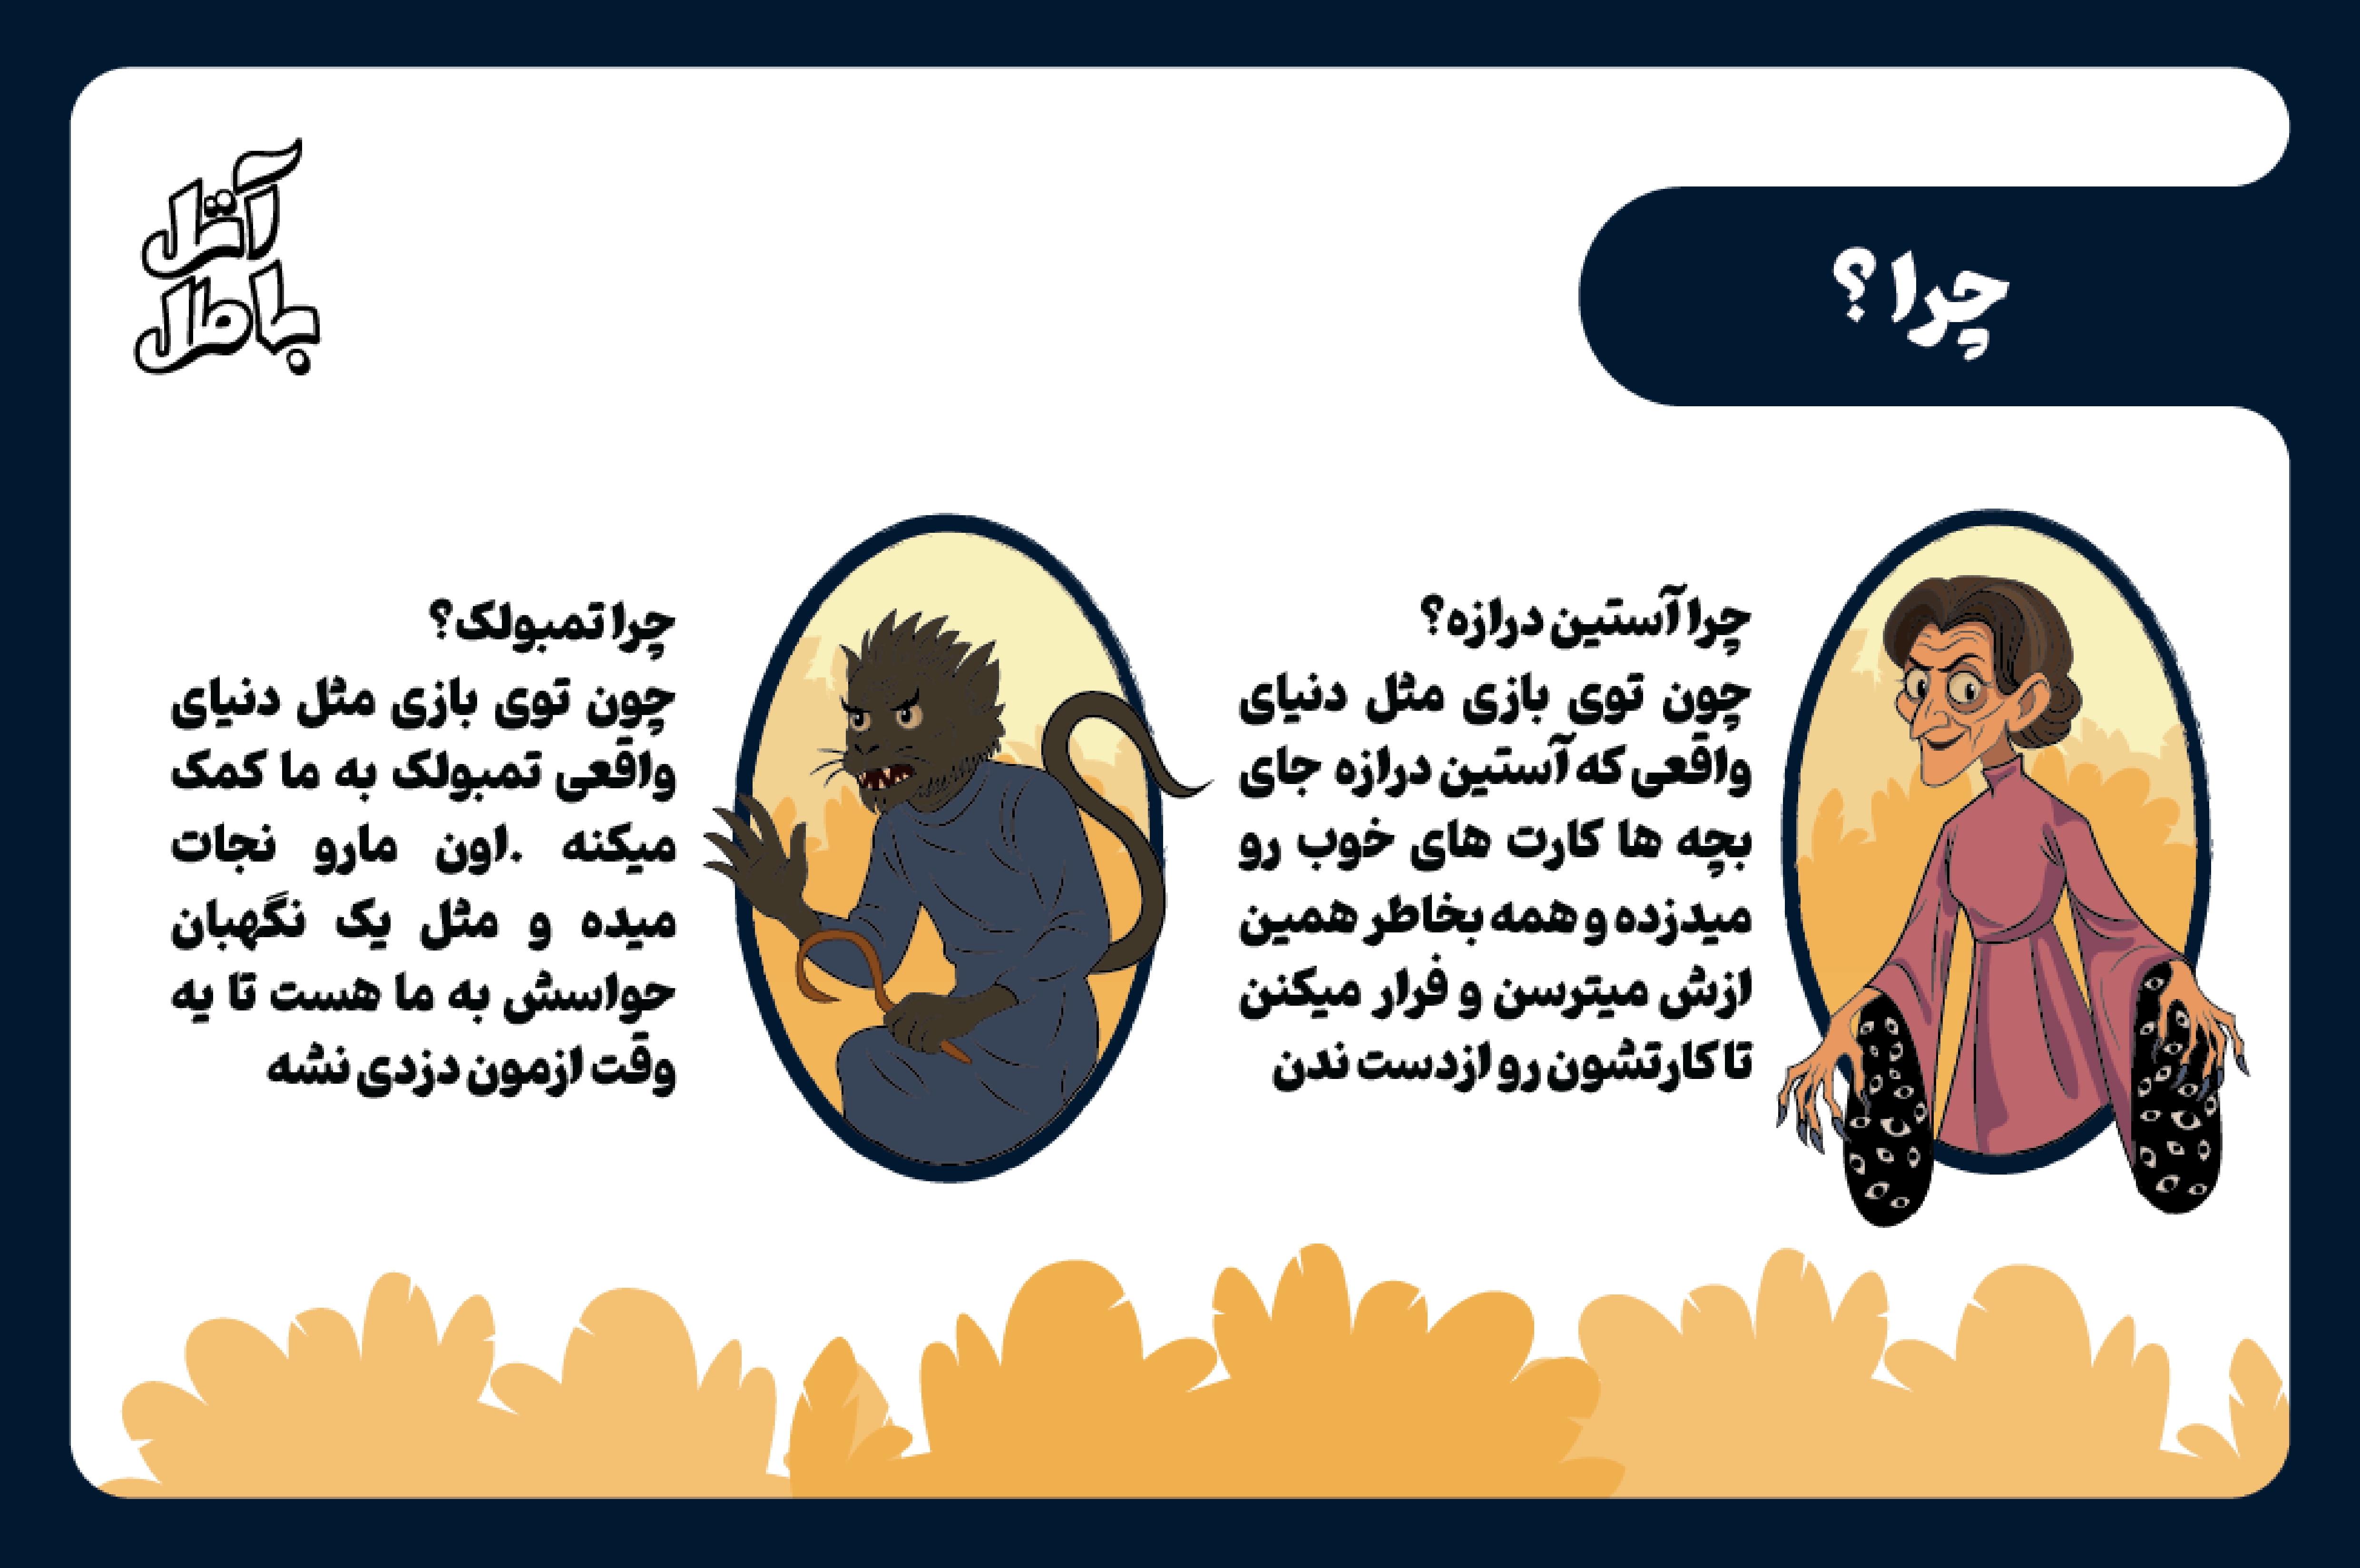 چرا؟
آتل
باطل
چرا آستین درازه؟
چون توی بازی مثل دنیای
واقعی که آستین درازه جای
بچه ها کارت های خوب رو
میدزده و همه بخاطر همین
ازش میترسن و فرار میکنن
تا کارتشون رو ازدست ندن
چرا تمبولک؟
چون توی بازی مثل دنیای
واقعی تمبولک به ما کمک
میکنه .اون مارو نجات
میده و مثل یک نگهبان
حواسش به ما هست تا یه
وقت ازمون دزدی نشه